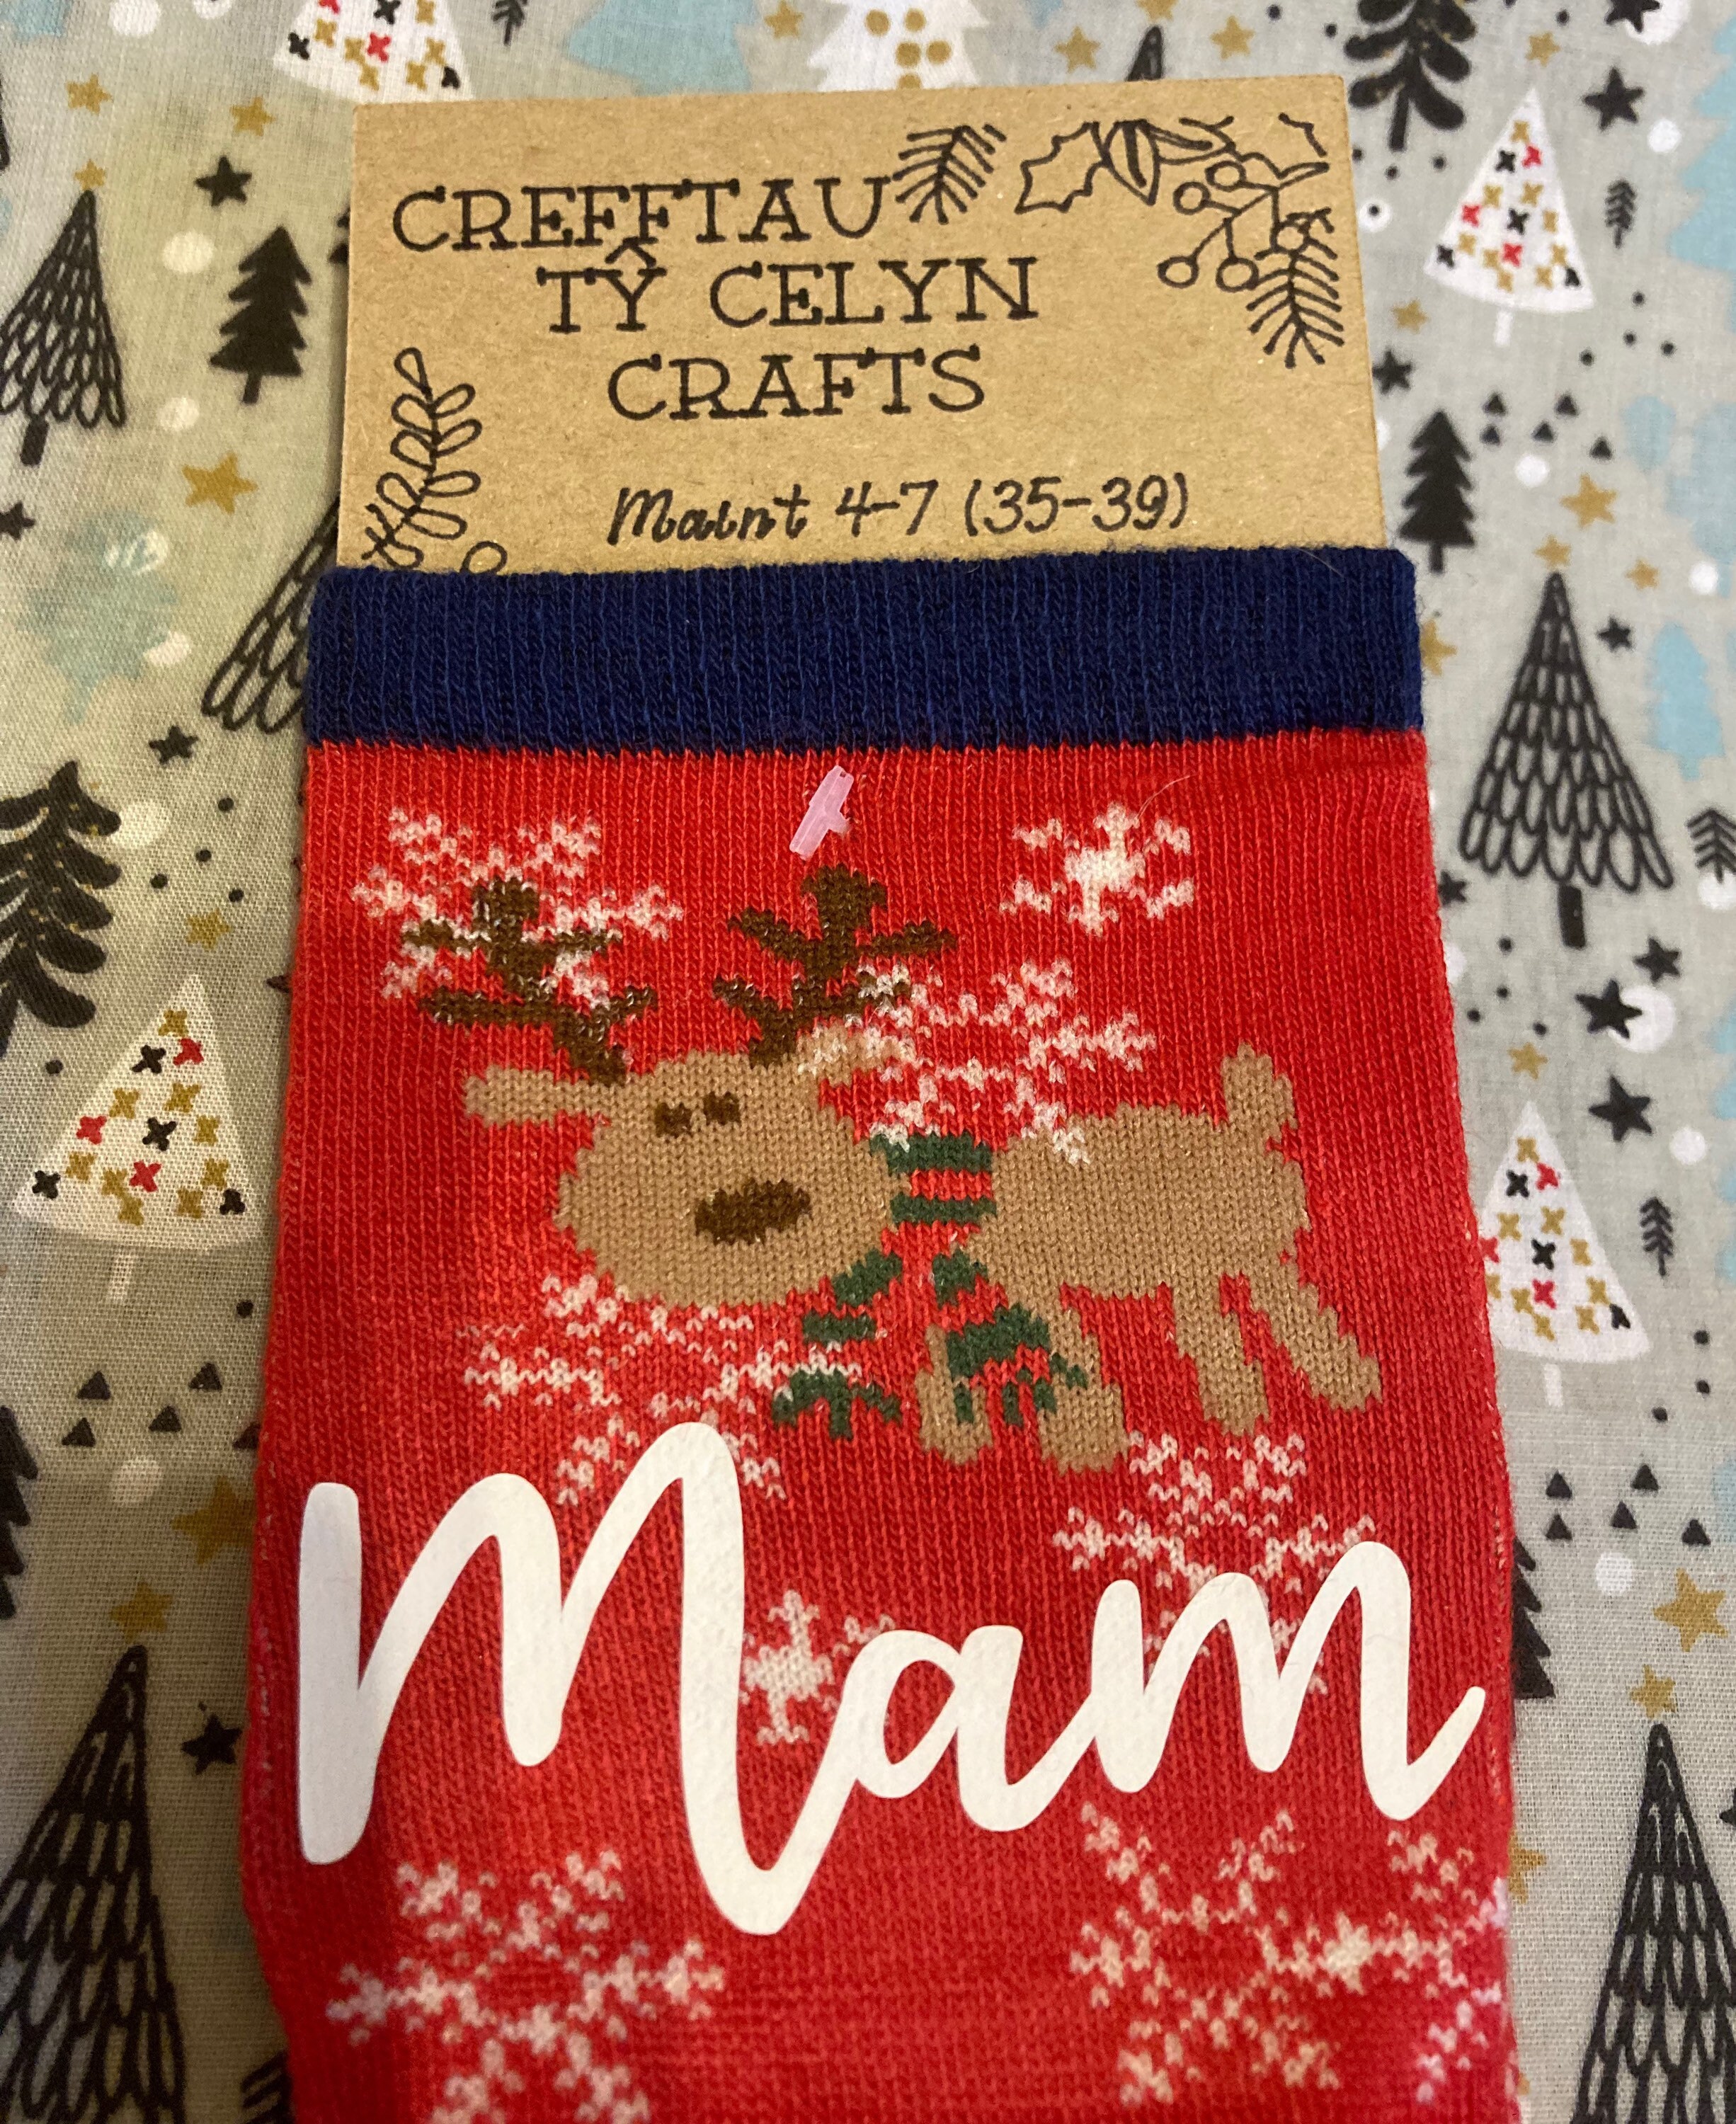 CREFFTAU
TŶ CELYN
CRAFTS
Maint 4-7 (35-39)
Mam